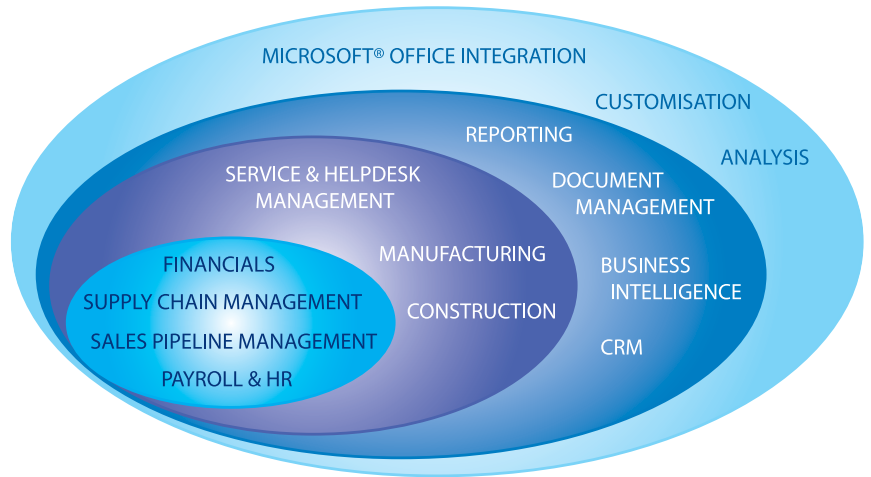 MICROSOFT® OFFICE INTEGRATION
CUSTOMISATION
ANALYSIS
REPORTING
DOCUMENT
MANAGEMENT
BUSINESS
INTELLIGENCE
CRM
SERVICE & HELPDESK
MANAGEMENT
MANUFACTURING
CONSTRUCTION
FINANCIALS
SUPPLY CHAIN MANAGEMENT
SALES PIPELINE MANAGEMENT
PAYROLL & HR